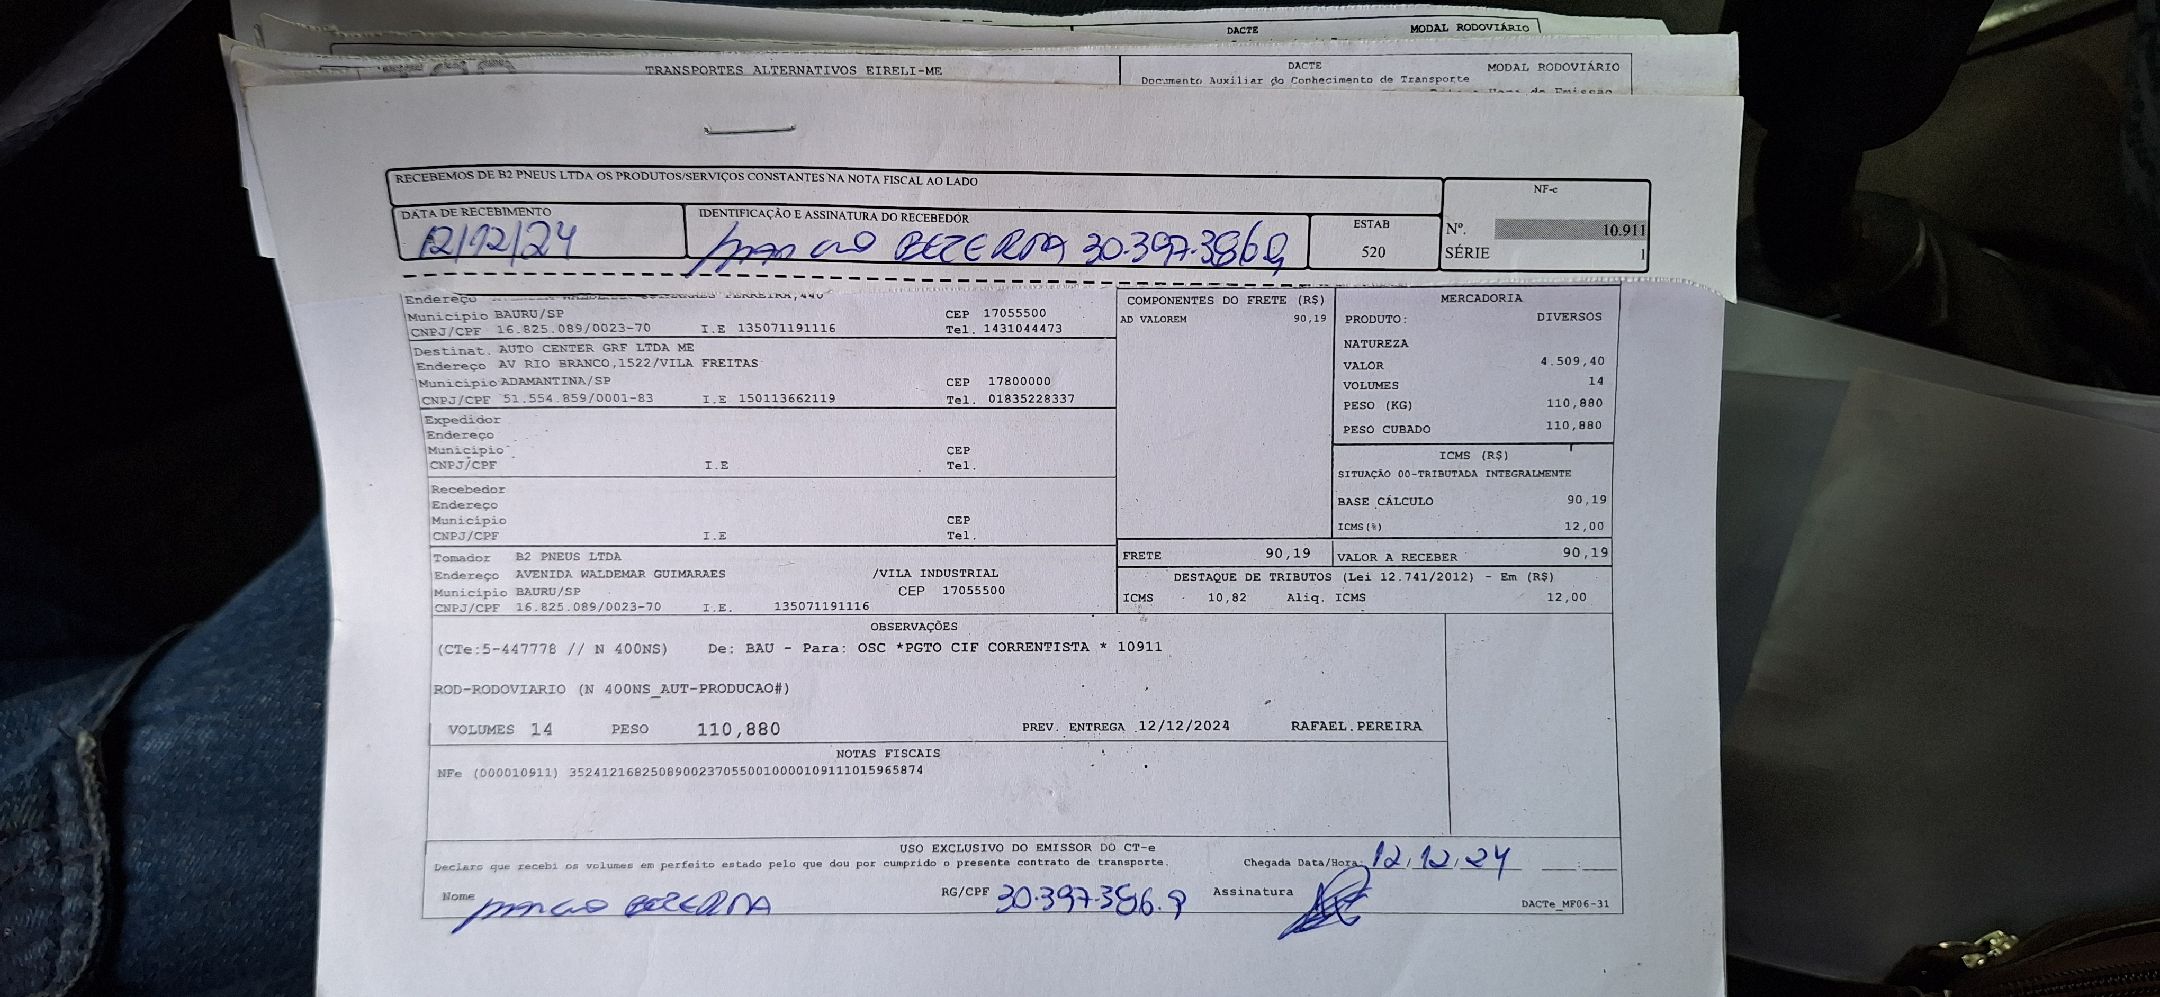 DACTE MODAL RODOVIÁRIO
TRANSPORTES ALTERNATIVOS EIRELI-ME DACTE MODAL RODOVIÁRIO
Documento Auxiliar do Conhecimento de Transporte
RECEBEMOS DE B2 PNEUS LTDA OS PRODUTOS/SERVIÇOS CONSTANTES NA NOTA FISCAL AO LADO
NF-e
DATA DE RECEBIMENTO IDENTIFICAÇÃO E ASSINATURA DO RECEBEDOR ESTAB Nº. 10.911
12/12/24 BEZERRA 30.397.386 520 SÉRIE 1
Endereço FERREIRA,440
Município BAURU/SP CEP 17055500
CNPJ/CPF 16.825.089/0023-70 I.E 135071191116 Tel. 1431044473
Destinat. AUTO CENTER GRF LTDA ME
Endereço AV RIO BRANCO,1522/VILA FREITAS
Município ADAMANTINA/SP CEP 17800000
CNPJ/CPF 51.554.859/0001-83 I.E 150113662119 Tel. 01835228337
Expedidor
Endereço
Município CEP
CNPJ/CPF I.E Tel.
Recebedor
Endereço
Município CEP
CNPJ/CPF I.E Tel.
Tomador B2 PNEUS LTDA
Endereço AVENIDA WALDEMAR GUIMARAES /VILA INDUSTRIAL
Município BAURU/SP CEP 17055500
CNPJ/CPF 16.825.089/0023-70 I.E. 135071191116
COMPONENTES DO FRETE (R$)
AD VALOREM 90,19
FRETE 90,19
MERCADORIA
PRODUTO: DIVERSOS
NATUREZA
VALOR 4.509,40
VOLUMES 14
PESO (KG) 110,880
PESO CUBADO 110,880
ICMS (R$)
SITUAÇÃO 00-TRIBUTADA INTEGRALMENTE
BASE CÁLCULO 90,19
ICMS(%) 12,00
VALOR A RECEBER 90,19
DESTAQUE DE TRIBUTOS (Lei 12.741/2012) - Em (R$)
ICMS 10,82 Aliq. ICMS 12,00
OBSERVAÇÕES
(CTe:5-447778 // N 400NS) De: BAU - Para: OSC *PGTO CIF CORRENTISTA * 10911
ROD-RODOVIARIO (N 400NS_AUT-PRODUCAO#)
VOLUMES 14 PESO 110,880 PREV. ENTREGA 12/12/2024 RAFAEL.PEREIRA
NOTAS FISCAIS
NFe (000010911) 35241216825089002370550010000109111015965874
USO EXCLUSIVO DO EMISSOR DO CT-e
Declaro que recebi os volumes em perfeito estado pelo que dou por cumprido o presente contrato de transporte. Chegada Data/Hora: 12/12/24 __:__
Nome BEZERRA RG/CPF 30.397.386.9 Assinatura
DACTe_MF06-31